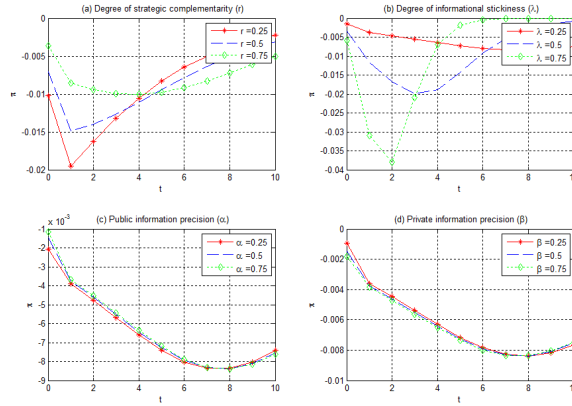 (a) Degree of strategic complementarity (r)
0
-0.005
-0.01
-0.015
-0.02
π
0
2
4
6
8
10
t
r =0.25
r =0.5
r =0.75
(b) Degree of informational stickiness (λ)
0
-0.005
-0.01
-0.015
-0.02
-0.025
-0.03
-0.035
-0.04
π
0
2
4
6
8
10
t
λ =0.25
λ =0.5
λ =0.75
(c) Public information precision (α)
x 10⁻³
-1
-2
-3
-4
-5
-6
-7
-8
-9
π
0
2
4
6
8
10
t
α =0.25
α =0.5
α =0.75
(d) Private information precision (β)
0
-0.002
-0.004
-0.006
-0.008
-0.01
π
0
2
4
6
8
10
t
β =0.25
β =0.5
β =0.75